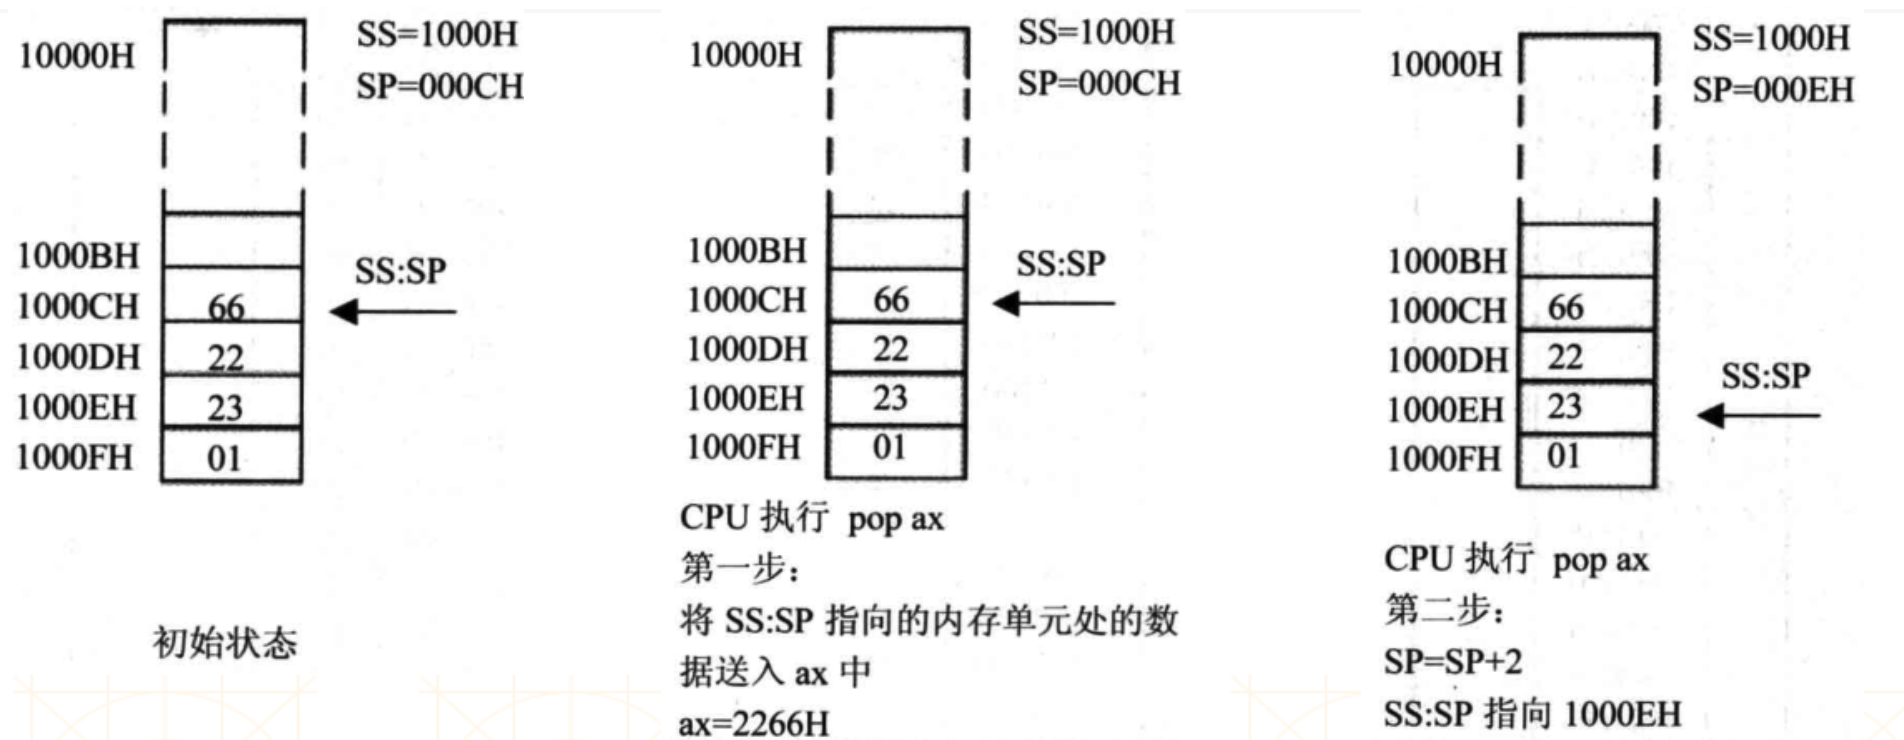 10000H
SS=1000H
SP=000CH
1000BH
1000CH 66
SS:SP
1000DH 22
1000EH 23
1000FH 01
初始状态
10000H
SS=1000H
SP=000CH
1000BH
1000CH 66
SS:SP
1000DH 22
1000EH 23
1000FH 01
CPU 执行 pop ax
第一步：
将 SS:SP 指向的内存单元处的数
据送入 ax 中
ax=2266H
10000H
SS=1000H
SP=000EH
1000BH
1000CH 66
1000DH 22
SS:SP
1000EH 23
1000FH 01
CPU 执行 pop ax
第二步：
SP=SP+2
SS:SP 指向 1000EH